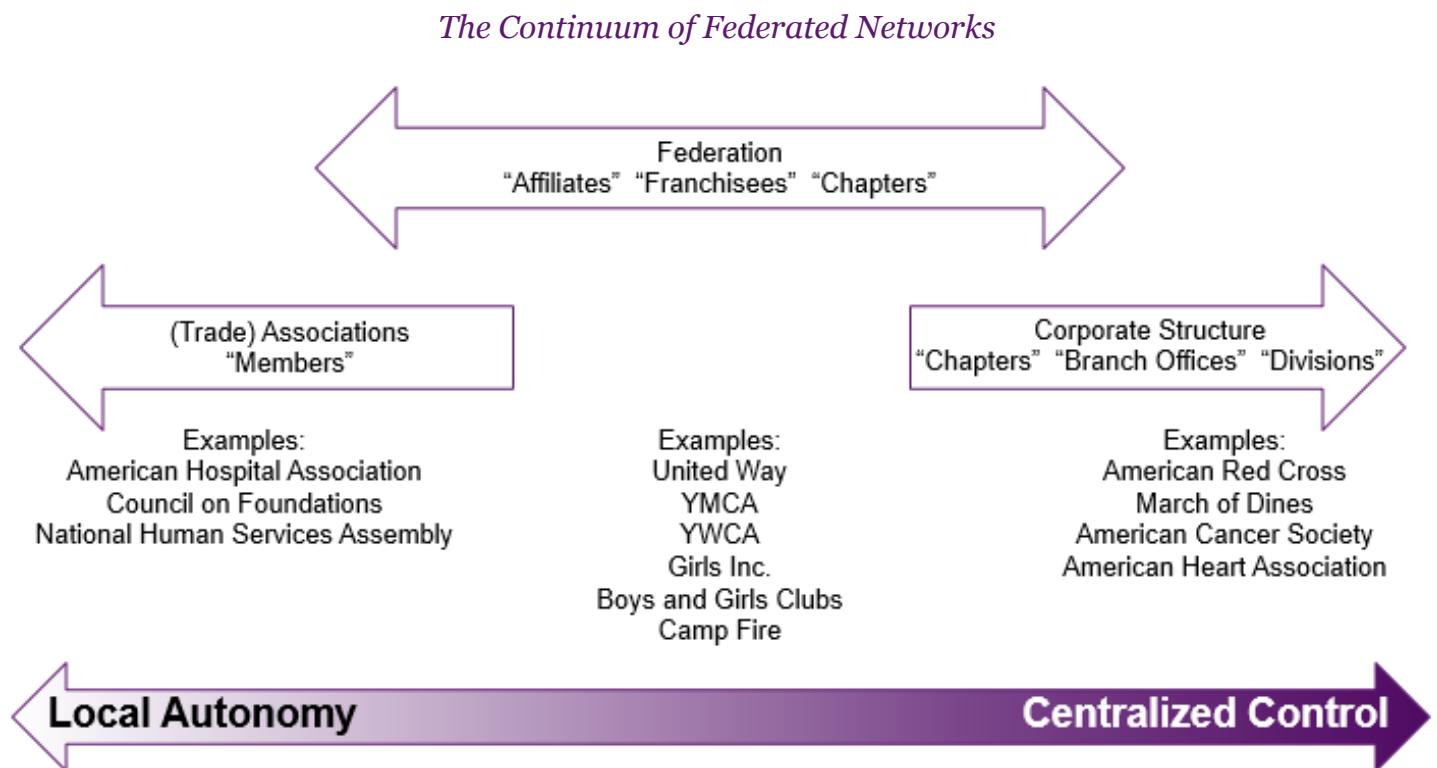 The Continuum of Federated Networks
Federation
“Affiliates” “Franchisees” “Chapters”
(Trade) Associations
“Members”
Corporate Structure
“Chapters” “Branch Offices” “Divisions”
Examples:
American Hospital Association
Council on Foundations
National Human Services Assembly
Examples:
United Way
YMCA
YWCA
Girls Inc.
Boys and Girls Clubs
Camp Fire
Examples:
American Red Cross
March of Dines
American Cancer Society
American Heart Association
Local Autonomy
Centralized Control